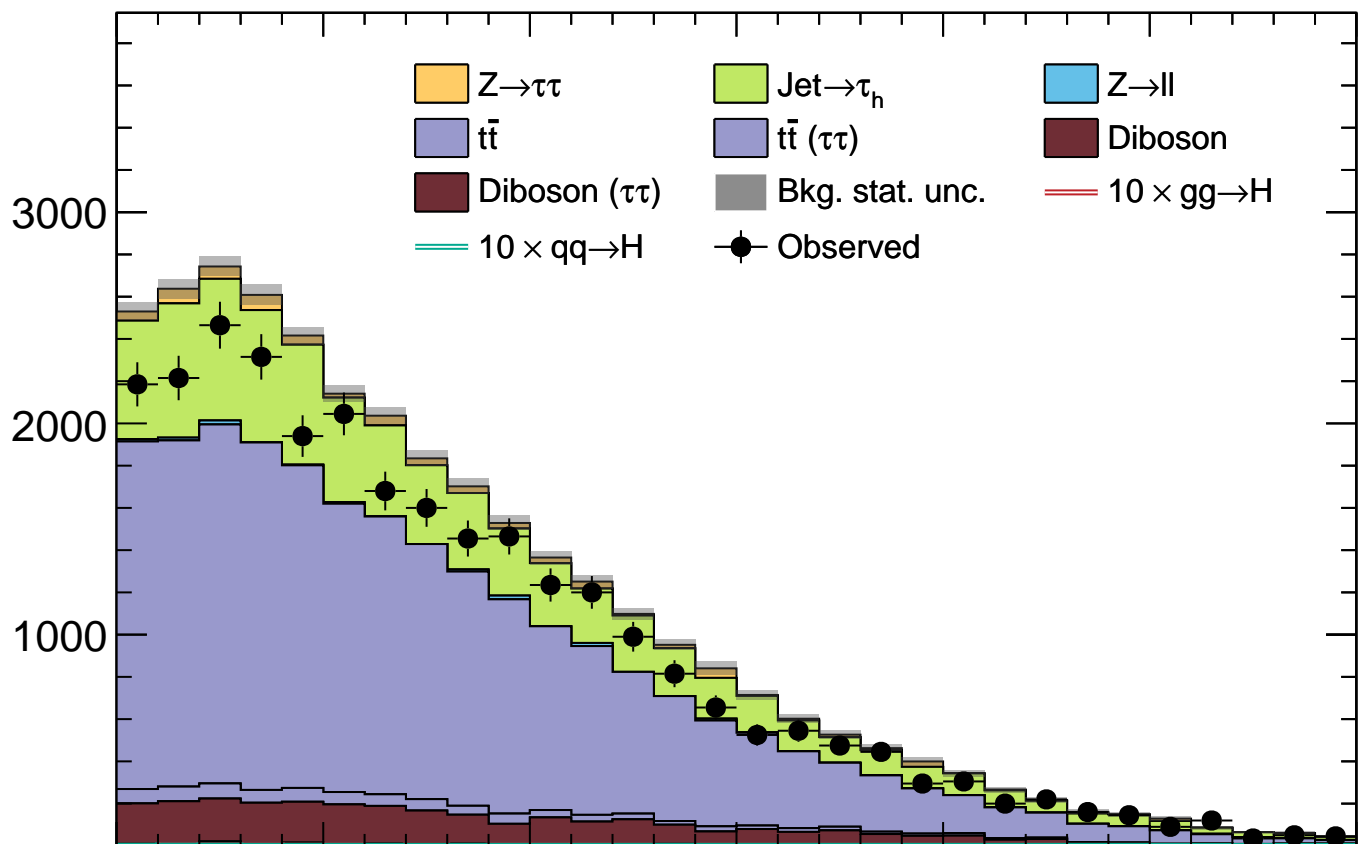 Z→ττ Jet→τₕ Z→ll
tt̄ tt̄ (ττ) Diboson
Diboson (ττ) Bkg. stat. unc. 10 × gg→H
10 × qq→H Observed
3000
2000
1000